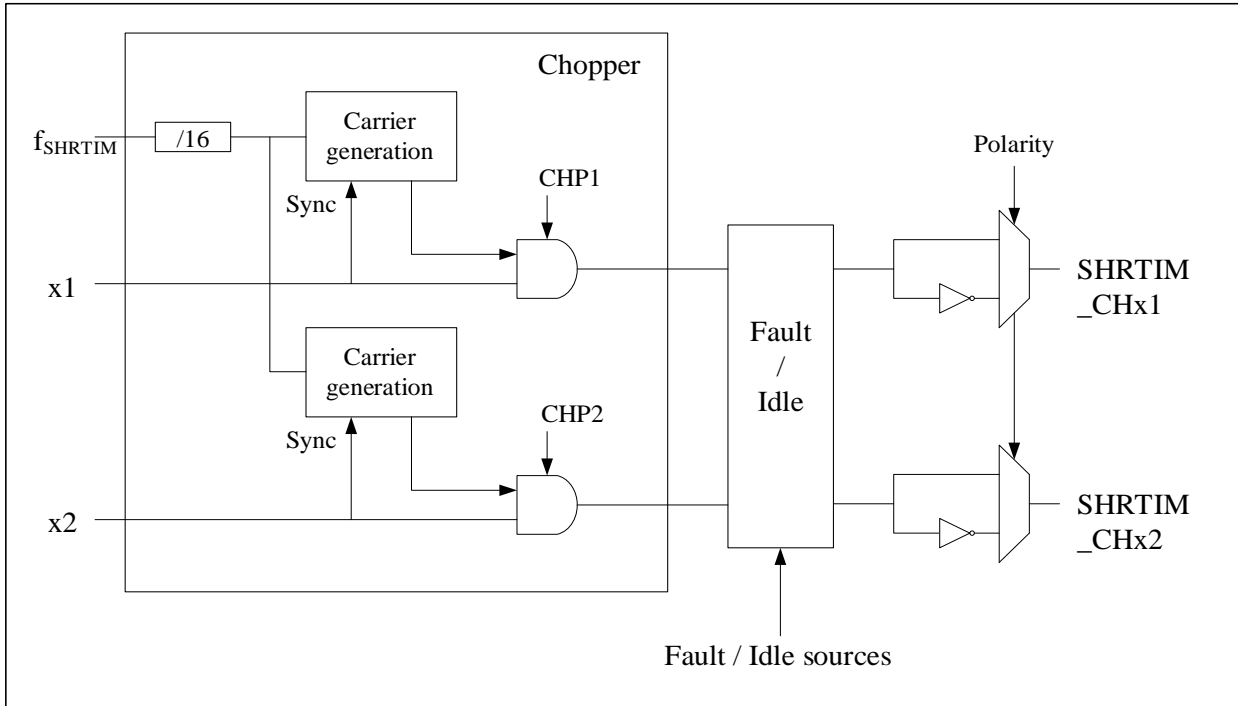 Chopper
fSHRTIM
/16
Carrier
generation
Sync
CHP1
x1
Carrier
generation
Sync
CHP2
x2
Fault
/
Idle
Fault / Idle sources
Polarity
SHRTIM
_CHx1
SHRTIM
_CHx2